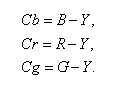 Cb = B − Y,
Cr = R − Y,
Cg = G − Y.